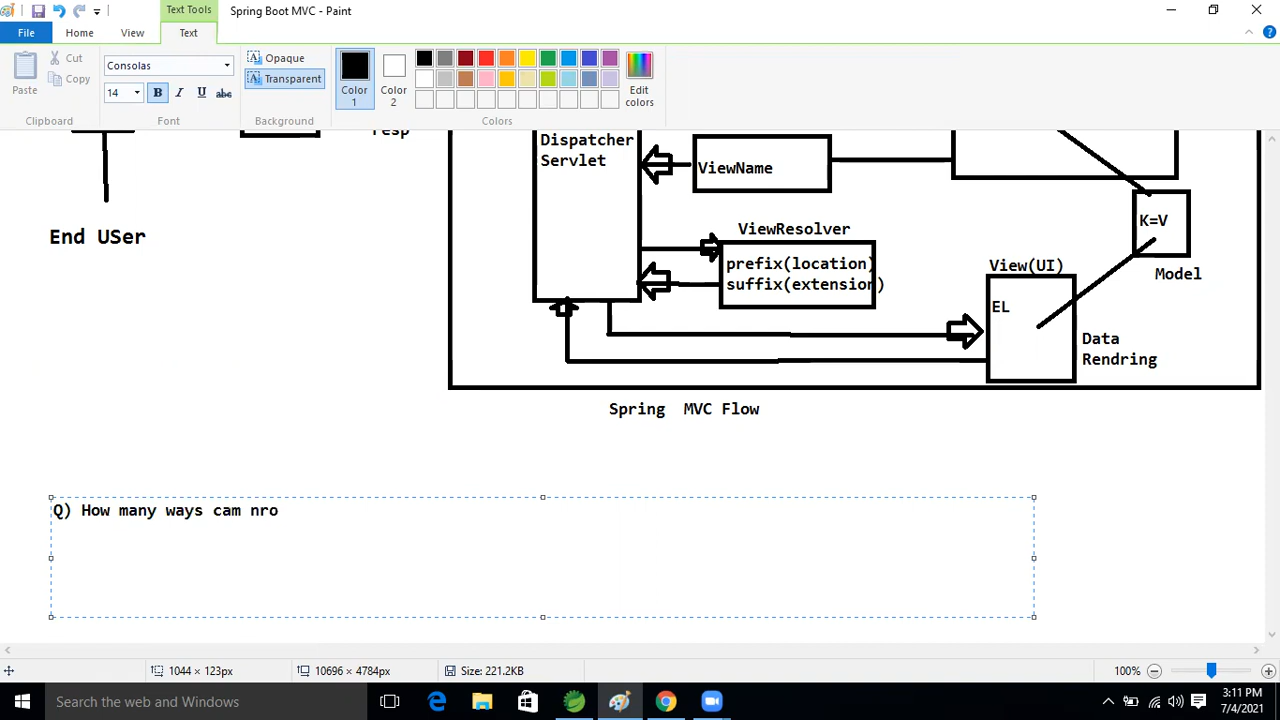 Text Tools
Spring Boot MVC - Paint
File
Home
View
Text
Paste
Cut
Copy
Clipboard
Consolas
14
B
I
U
abc
Font
Opaque
Transparent
Background
Color 1
Color 2
Edit colors
Colors
resp
End USer
Dispatcher
Servlet
ViewName
ViewResolver
prefix(location)
suffix(extension)
K=V
Model
View(UI)
EL
Data
Rendring
Spring MVC Flow
Q) How many ways cam nro
1044 × 123px
10696 × 4784px
Size: 221.2KB
100%
Search the web and Windows
3:11 PM
7/4/2021